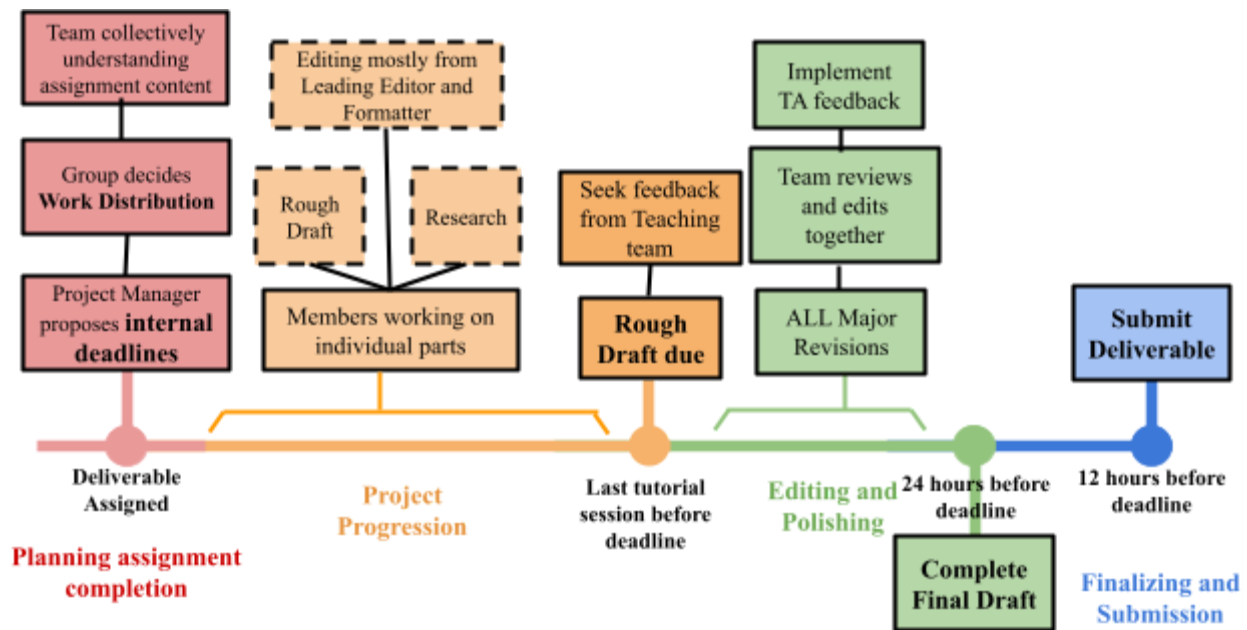 Team collectively
understanding
assignment content
Group decides
Work Distribution
Project Manager
proposes internal
deadlines
Editing mostly from
Leading Editor and
Formatter
Rough
Draft
Research
Members working on
individual parts
Seek feedback
from Teaching
team
Rough
Draft due
Implement
TA feedback
Team reviews
and edits
together
ALL Major
Revisions
Submit
Deliverable
Deliverable
Assigned
Planning assignment
completion
Project
Progression
Last tutorial
session before
deadline
Editing and
Polishing
24 hours before
deadline
Complete
Final Draft
12 hours before
deadline
Finalizing and
Submission